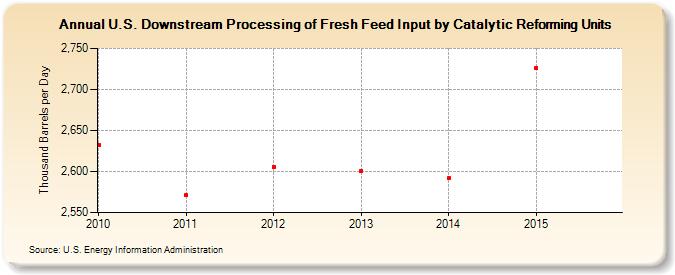 Annual U.S. Downstream Processing of Fresh Feed Input by Catalytic Reforming Units
Thousand Barrels per Day
2,750
2,700
2,650
2,600
2,550
2010 2011 2012 2013 2014 2015
Source: U.S. Energy Information Administration